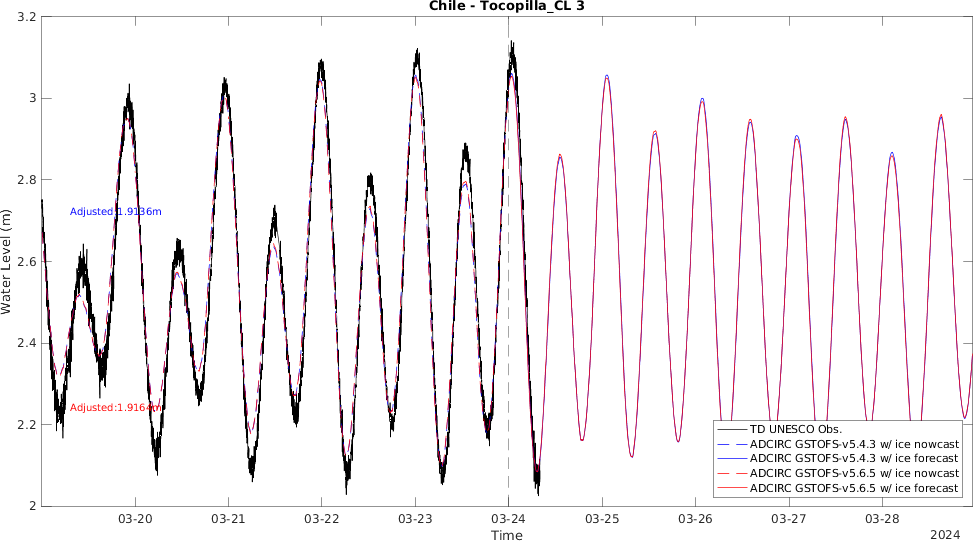 Chile - Tocopilla_CL 3
3.2
3
2.8
2.6
2.4
2.2
2
Water Level (m)
Adjusted:1.9136m
Adjusted:1.9164m
TD UNESCO Obs.
ADCIRC GSTOFS-v5.4.3 w/ ice nowcast
ADCIRC GSTOFS-v5.4.3 w/ ice forecast
ADCIRC GSTOFS-v5.6.5 w/ ice nowcast
ADCIRC GSTOFS-v5.6.5 w/ ice forecast
03-20 03-21 03-22 03-23 03-24 03-25 03-26 03-27 03-28
Time
2024